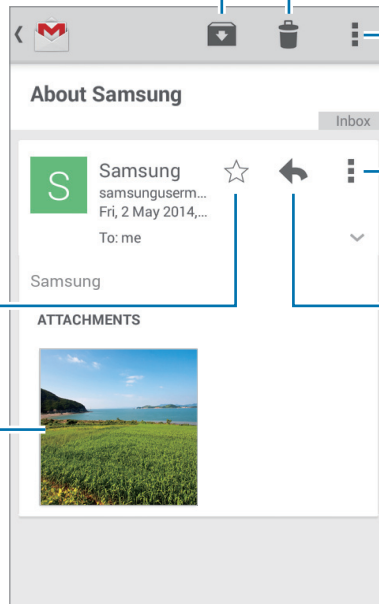 About Samsung
Inbox
S
Samsung
samsunguserm...
Fri, 2 May 2014,...
To: me
Samsung
ATTACHMENTS